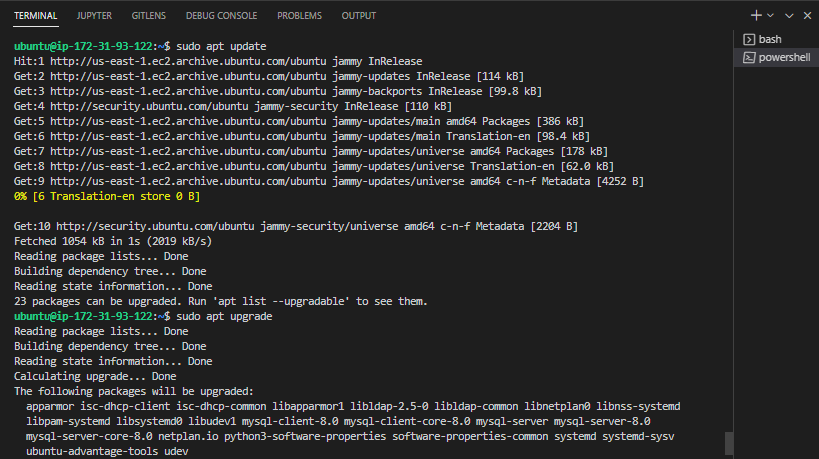 TERMINAL JUPYTER GITLENS DEBUG CONSOLE PROBLEMS OUTPUT
bash
powershell
ubuntu@ip-172-31-93-122:~$ sudo apt update
Hit:1 http://us-east-1.ec2.archive.ubuntu.com/ubuntu jammy InRelease
Get:2 http://us-east-1.ec2.archive.ubuntu.com/ubuntu jammy-updates InRelease [114 kB]
Get:3 http://us-east-1.ec2.archive.ubuntu.com/ubuntu jammy-backports InRelease [99.8 kB]
Get:4 http://security.ubuntu.com/ubuntu jammy-security InRelease [110 kB]
Get:5 http://us-east-1.ec2.archive.ubuntu.com/ubuntu jammy-updates/main amd64 Packages [386 kB]
Get:6 http://us-east-1.ec2.archive.ubuntu.com/ubuntu jammy-updates/main Translation-en [98.4 kB]
Get:7 http://us-east-1.ec2.archive.ubuntu.com/ubuntu jammy-updates/universe amd64 Packages [178 kB]
Get:8 http://us-east-1.ec2.archive.ubuntu.com/ubuntu jammy-updates/universe Translation-en [62.0 kB]
Get:9 http://us-east-1.ec2.archive.ubuntu.com/ubuntu jammy-updates/universe amd64 c-n-f Metadata [4252 B]
0% [6 Translation-en store 0 B]
Get:10 http://security.ubuntu.com/ubuntu jammy-security/universe amd64 c-n-f Metadata [2204 B]
Fetched 1054 kB in 1s (2019 kB/s)
Reading package lists... Done
Building dependency tree... Done
Reading state information... Done
23 packages can be upgraded. Run 'apt list --upgradable' to see them.
ubuntu@ip-172-31-93-122:~$ sudo apt upgrade
Reading package lists... Done
Building dependency tree... Done
Reading state information... Done
Calculating upgrade... Done
The following packages will be upgraded:
apparmor isc-dhcp-client isc-dhcp-common libapparmor1 libldap-2.5-0 libldap-common libnetplan0 libnss-systemd
libpam-systemd libsystemd0 libudev1 mysql-client-8.0 mysql-client-core-8.0 mysql-server mysql-server-8.0
mysql-server-core-8.0 netplan.io python3-software-properties software-properties-common systemd systemd-sysv
ubuntu-advantage-tools udev